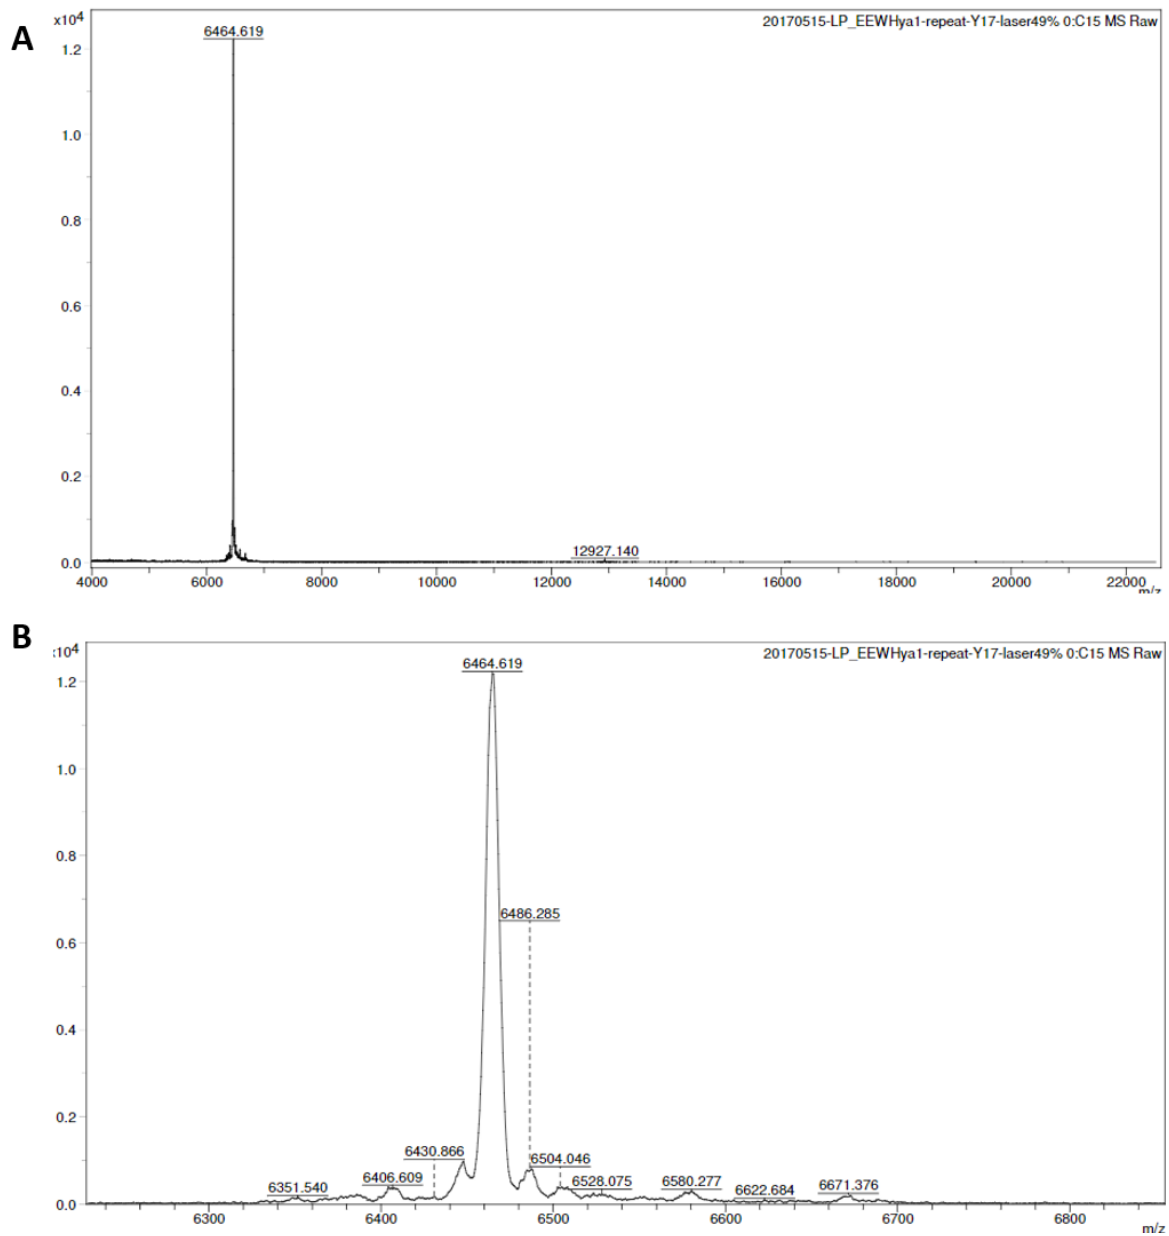 A
x10⁴
20170515-LP_EEWHya1-repeat-Y17-laser49% 0:C15 MS Raw
6464.619
1.2
1.0
0.8
0.6
0.4
0.2
12927.140
0.0
4000 6000 8000 10000 12000 14000 16000 18000 20000 22000
m/z
B
x10⁴
20170515-LP_EEWHya1-repeat-Y17-laser49% 0:C15 MS Raw
6464.619
1.2
1.0
0.8
6486.285
0.6
0.4
0.2
6430.866
6504.046
6406.609
6528.075
6580.277
6671.376
6351.540
6622.684
0.0
6300 6400 6500 6600 6700 6800
m/z